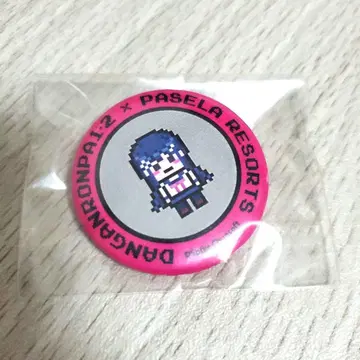 DANGANRONPA1・2 × PASELA RESORTS